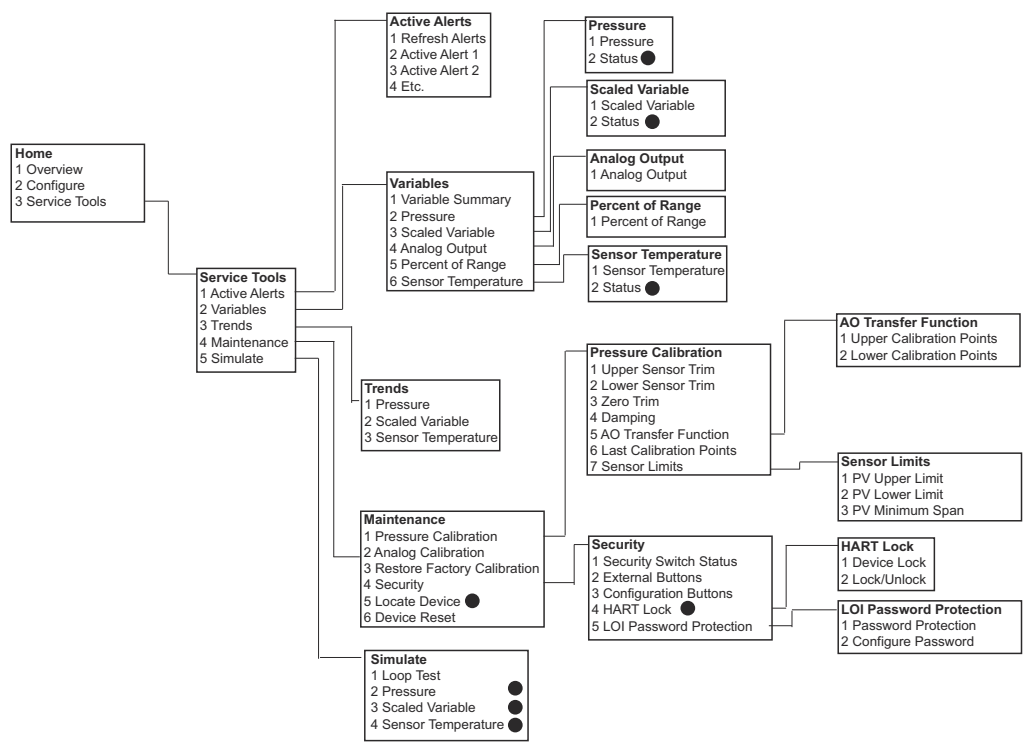 Home
1 Overview
2 Configure
3 Service Tools
Service Tools
1 Active Alerts
2 Variables
3 Trends
4 Maintenance
5 Simulate
Active Alerts
1 Refresh Alerts
2 Active Alert 1
3 Active Alert 2
4 Etc.
Variables
1 Variable Summary
2 Pressure
3 Scaled Variable
4 Analog Output
5 Percent of Range
6 Sensor Temperature
Trends
1 Pressure
2 Scaled Variable
3 Sensor Temperature
Maintenance
1 Pressure Calibration
2 Analog Calibration
3 Restore Factory Calibration
4 Security
5 Locate Device
6 Device Reset
Simulate
1 Loop Test
2 Pressure
3 Scaled Variable
4 Sensor Temperature
Pressure
1 Pressure
2 Status
Scaled Variable
1 Scaled Variable
2 Status
Analog Output
1 Analog Output
Percent of Range
1 Percent of Range
Sensor Temperature
1 Sensor Temperature
2 Status
Pressure Calibration
1 Upper Sensor Trim
2 Lower Sensor Trim
3 Zero Trim
4 Damping
5 AO Transfer Function
6 Last Calibration Points
7 Sensor Limits
Security
1 Security Switch Status
2 External Buttons
3 Configuration Buttons
4 HART Lock
5 LOI Password Protection
AO Transfer Function
1 Upper Calibration Points
2 Lower Calibration Points
Sensor Limits
1 PV Upper Limit
2 PV Lower Limit
3 PV Minimum Span
HART Lock
1 Device Lock
2 Lock/Unlock
LOI Password Protection
1 Password Protection
2 Configure Password